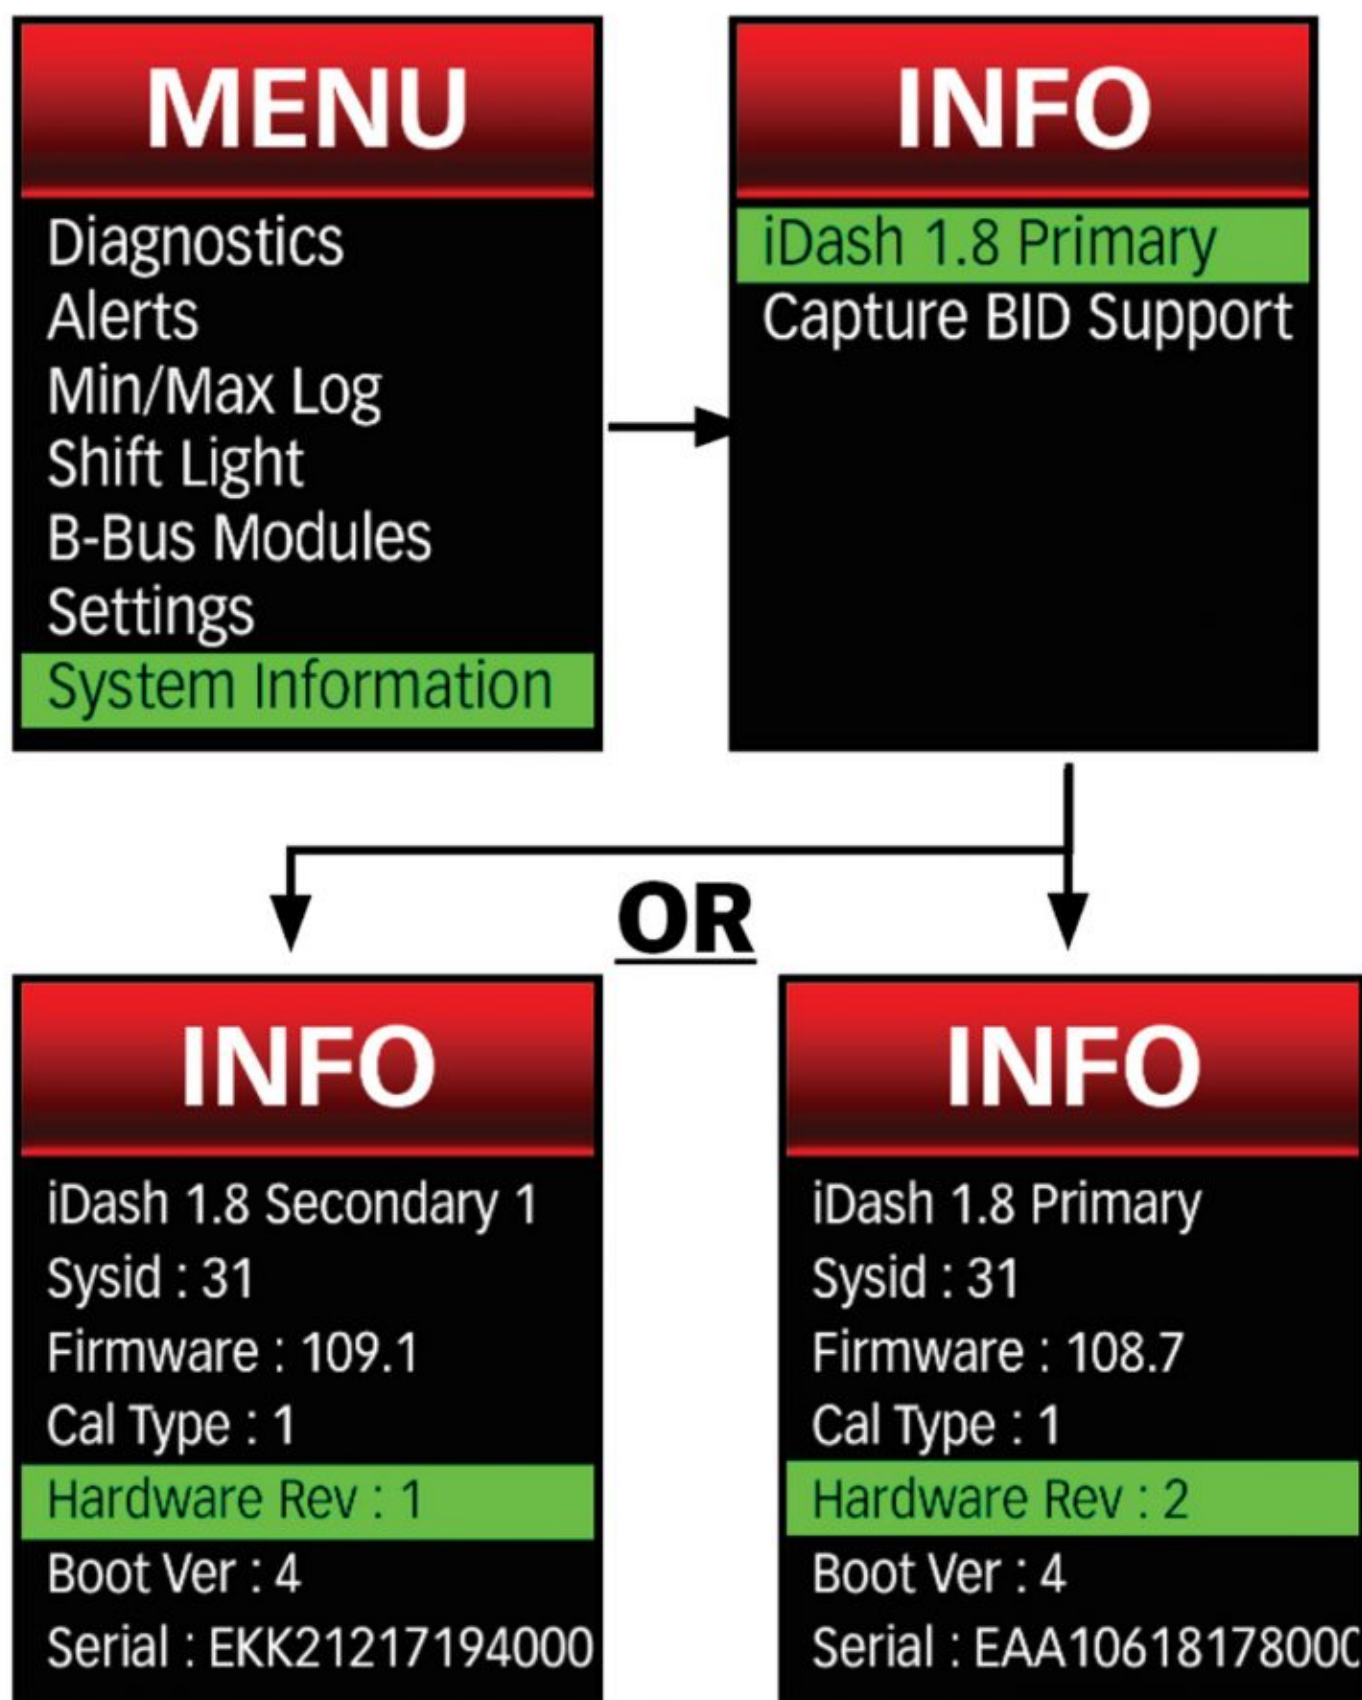 MENU
Diagnostics
Alerts
Min/Max Log
Shift Light
B-Bus Modules
Settings
System Information
INFO
iDash 1.8 Primary
Capture BID Support
OR
INFO
iDash 1.8 Secondary 1
Sysid : 31
Firmware : 109.1
Cal Type : 1
Hardware Rev : 1
Boot Ver : 4
Serial : EKK21217194000
INFO
iDash 1.8 Primary
Sysid : 31
Firmware : 108.7
Cal Type : 1
Hardware Rev : 2
Boot Ver : 4
Serial : EAA10618178000